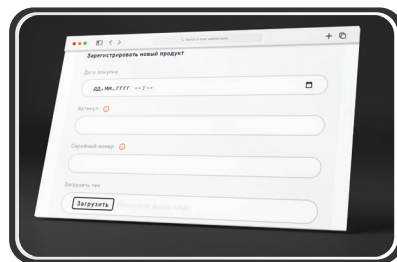 Зарегистрировать новый продукт
Дата покупки
ДД.ММ.ГГГГ --:--
Артикул
Серийный номер
Загрузить чек
Загрузить